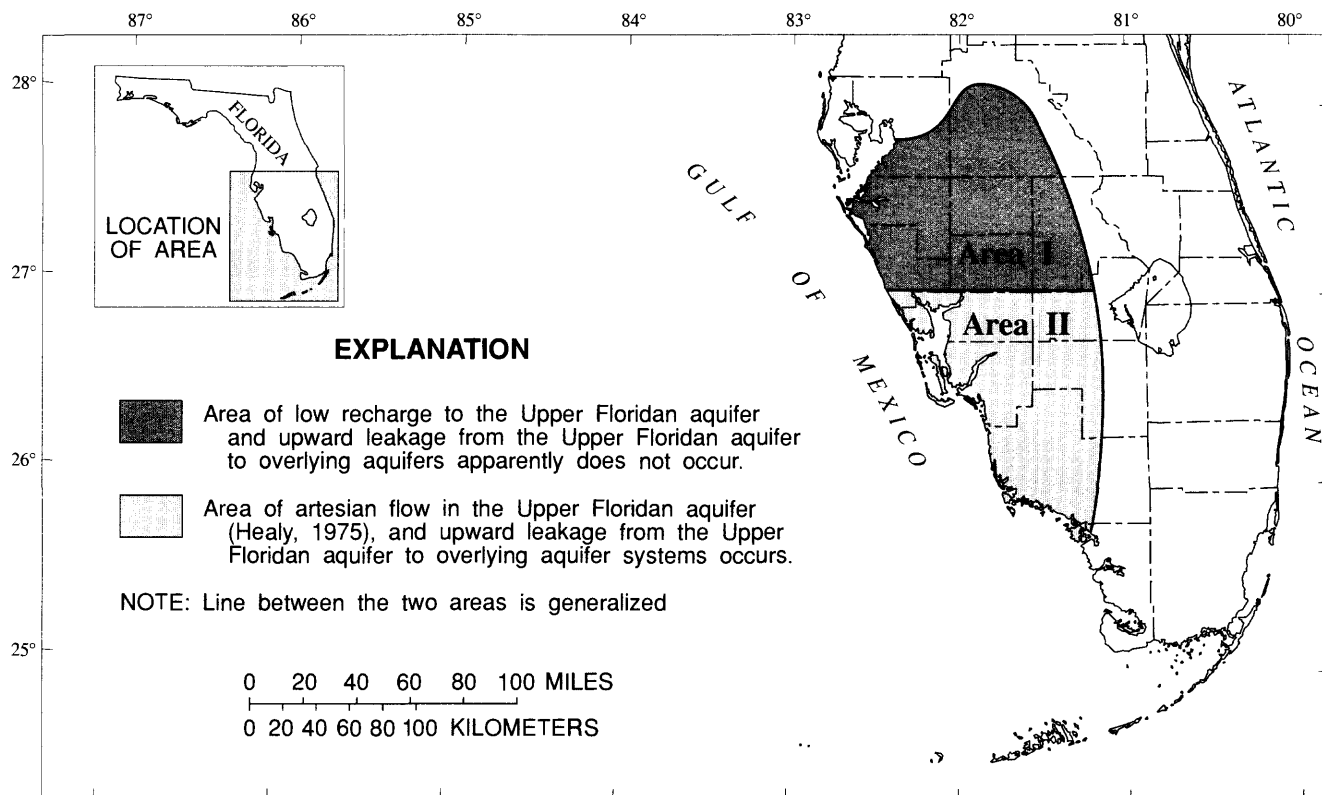 87° 86° 85° 84° 83° 82° 81° 80°
28°
27°
26°
25°
FLORIDA
LOCATION
OF AREA
GULF
OF
MEXICO
ATLANTIC
OCEAN
Area I
Area II
EXPLANATION
Area of low recharge to the Upper Floridan aquifer
and upward leakage from the Upper Floridan aquifer
to overlying aquifers apparently does not occur.
Area of artesian flow in the Upper Floridan aquifer
(Healy, 1975), and upward leakage from the Upper
Floridan aquifer to overlying aquifer systems occurs.
NOTE: Line between the two areas is generalized
0 20 40 60 80 100 MILES
0 20 40 60 80 100 KILOMETERS